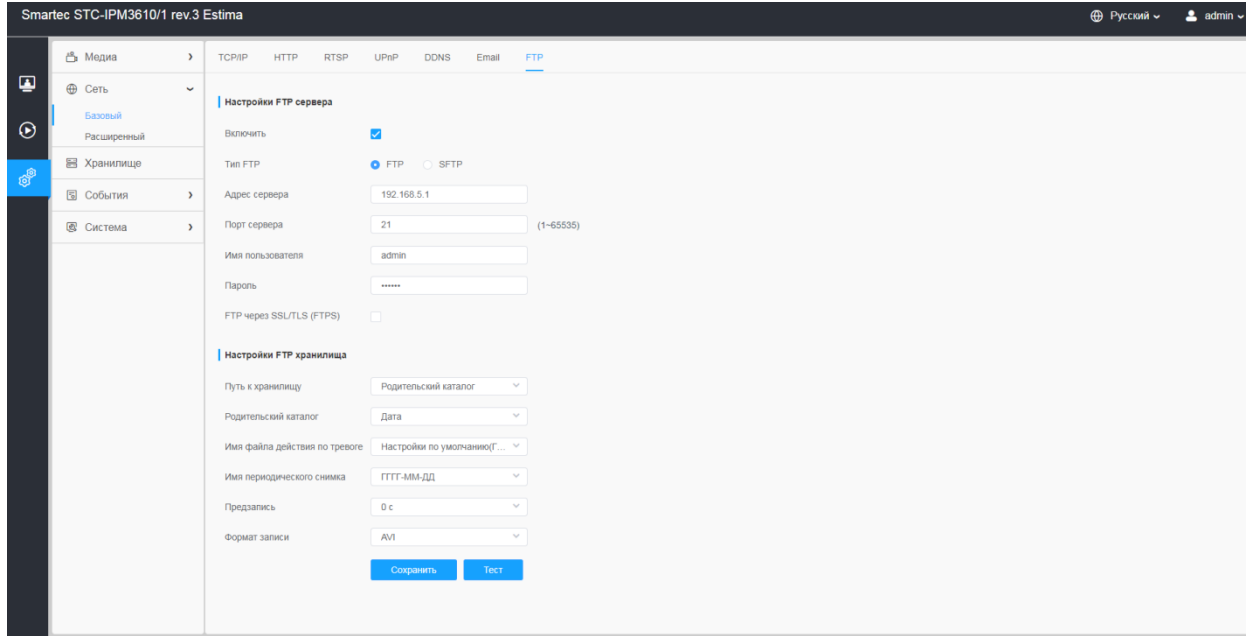 Smartec STC-IPM3610/1 rev.3 Estima
Русский
admin
Медиа
Сеть
Базовый
Расширенный
Хранилище
События
Система
TCP/IP HTTP RTSP UPnP DDNS Email FTP
Настройки FTP сервера
Включить
Тип FTP FTP SFTP
Адрес сервера 192.168.5.1
Порт сервера 21 (1~65535)
Имя пользователя admin
Пароль ••••••
FTP через SSL/TLS (FTPS)
Настройки FTP хранилища
Путь к хранилищу Родительский каталог
Родительский каталог Дата
Имя файла действия по тревоге Настройки по умолчанию(Г...
Имя периодического снимка ГГГГ-ММ-ДД
Предзапись 0 с
Формат записи AVI
Сохранить Тест